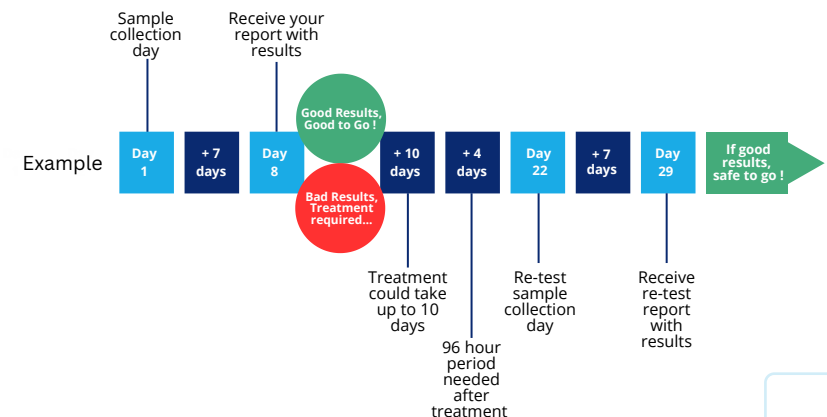 Sample
collection
day
Receive your
report with
results
Good Results,
Good to Go !
Example
Day
1
+ 7
days
Day
8
+ 10
days
+ 4
days
Day
22
+ 7
days
Day
29
If good
results,
safe to go !
Bad Results,
Treatment
required...
Treatment
could take
up to 10
days
96 hour
period
needed
after
treatment
Re-test
sample
collection
day
Receive
re-test
report
with
results